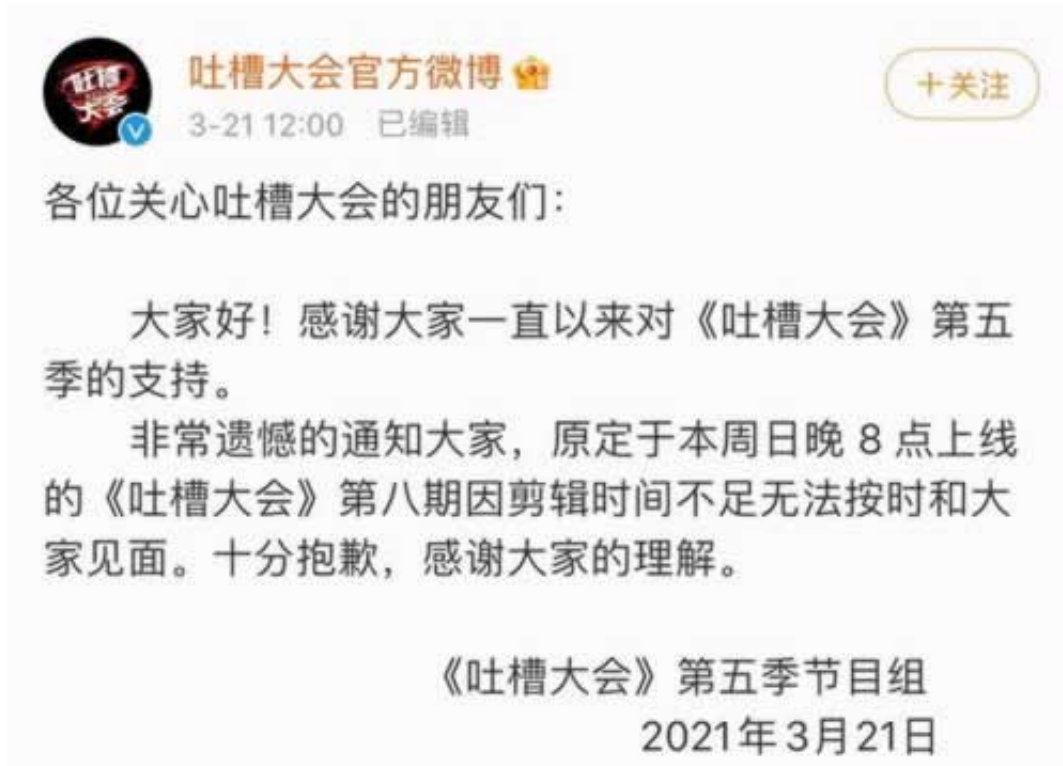 吐槽大会
吐槽大会官方微博
+关注
3-21 12:00 已编辑
各位关心吐槽大会的朋友们：
大家好！感谢大家一直以来对《吐槽大会》第五
季的支持。
非常遗憾的通知大家，原定于本周日晚 8 点上线
的《吐槽大会》第八期因剪辑时间不足无法按时和大
家见面。十分抱歉，感谢大家的理解。
《吐槽大会》第五季节目组
2021年3月21日